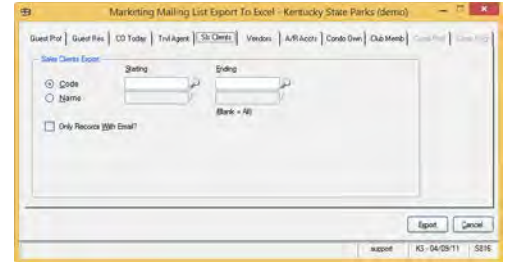 Marketing Mailing List Export To Excel - Kentucky State Parks (demo)
Guest Prof Guest Res CO Today Trvl Agent Sls Clients Vendors A/R Accts Condo Own Club Memb
Sales Clients Export
Starting Ending
Code
Name
(Blank = All)
Only Records With Email?
Export Cancel
support K3 - 04/09/11 S816